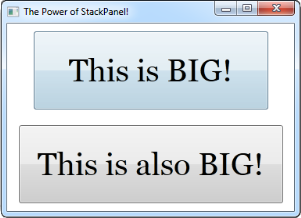 The Power of StackPanel!
This is BIG!
This is also BIG!